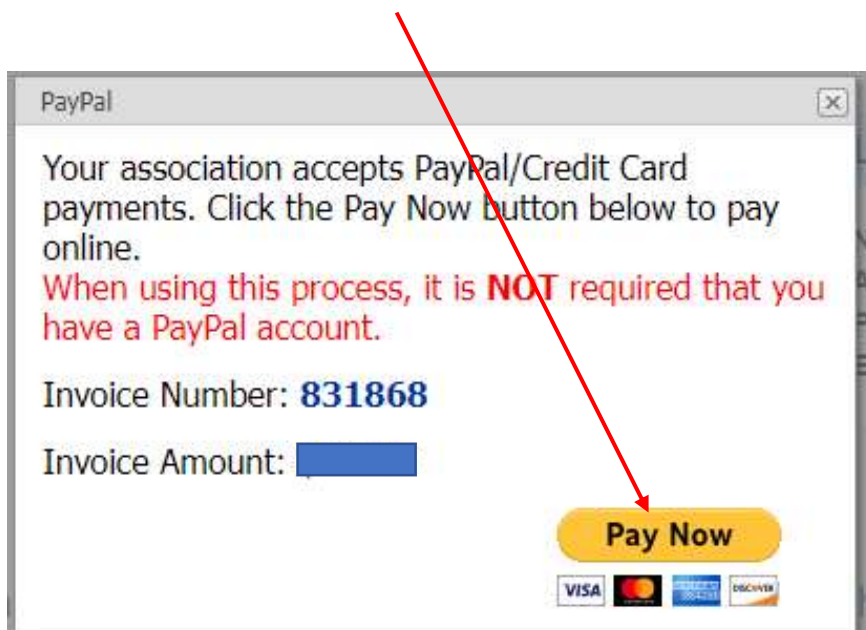 PayPal
Your association accepts PayPal/Credit Card
payments. Click the Pay Now button below to pay
online.
When using this process, it is NOT required that you
have a PayPal account.
Invoice Number: 831868
Invoice Amount:
Pay Now
VISA DISCOVER